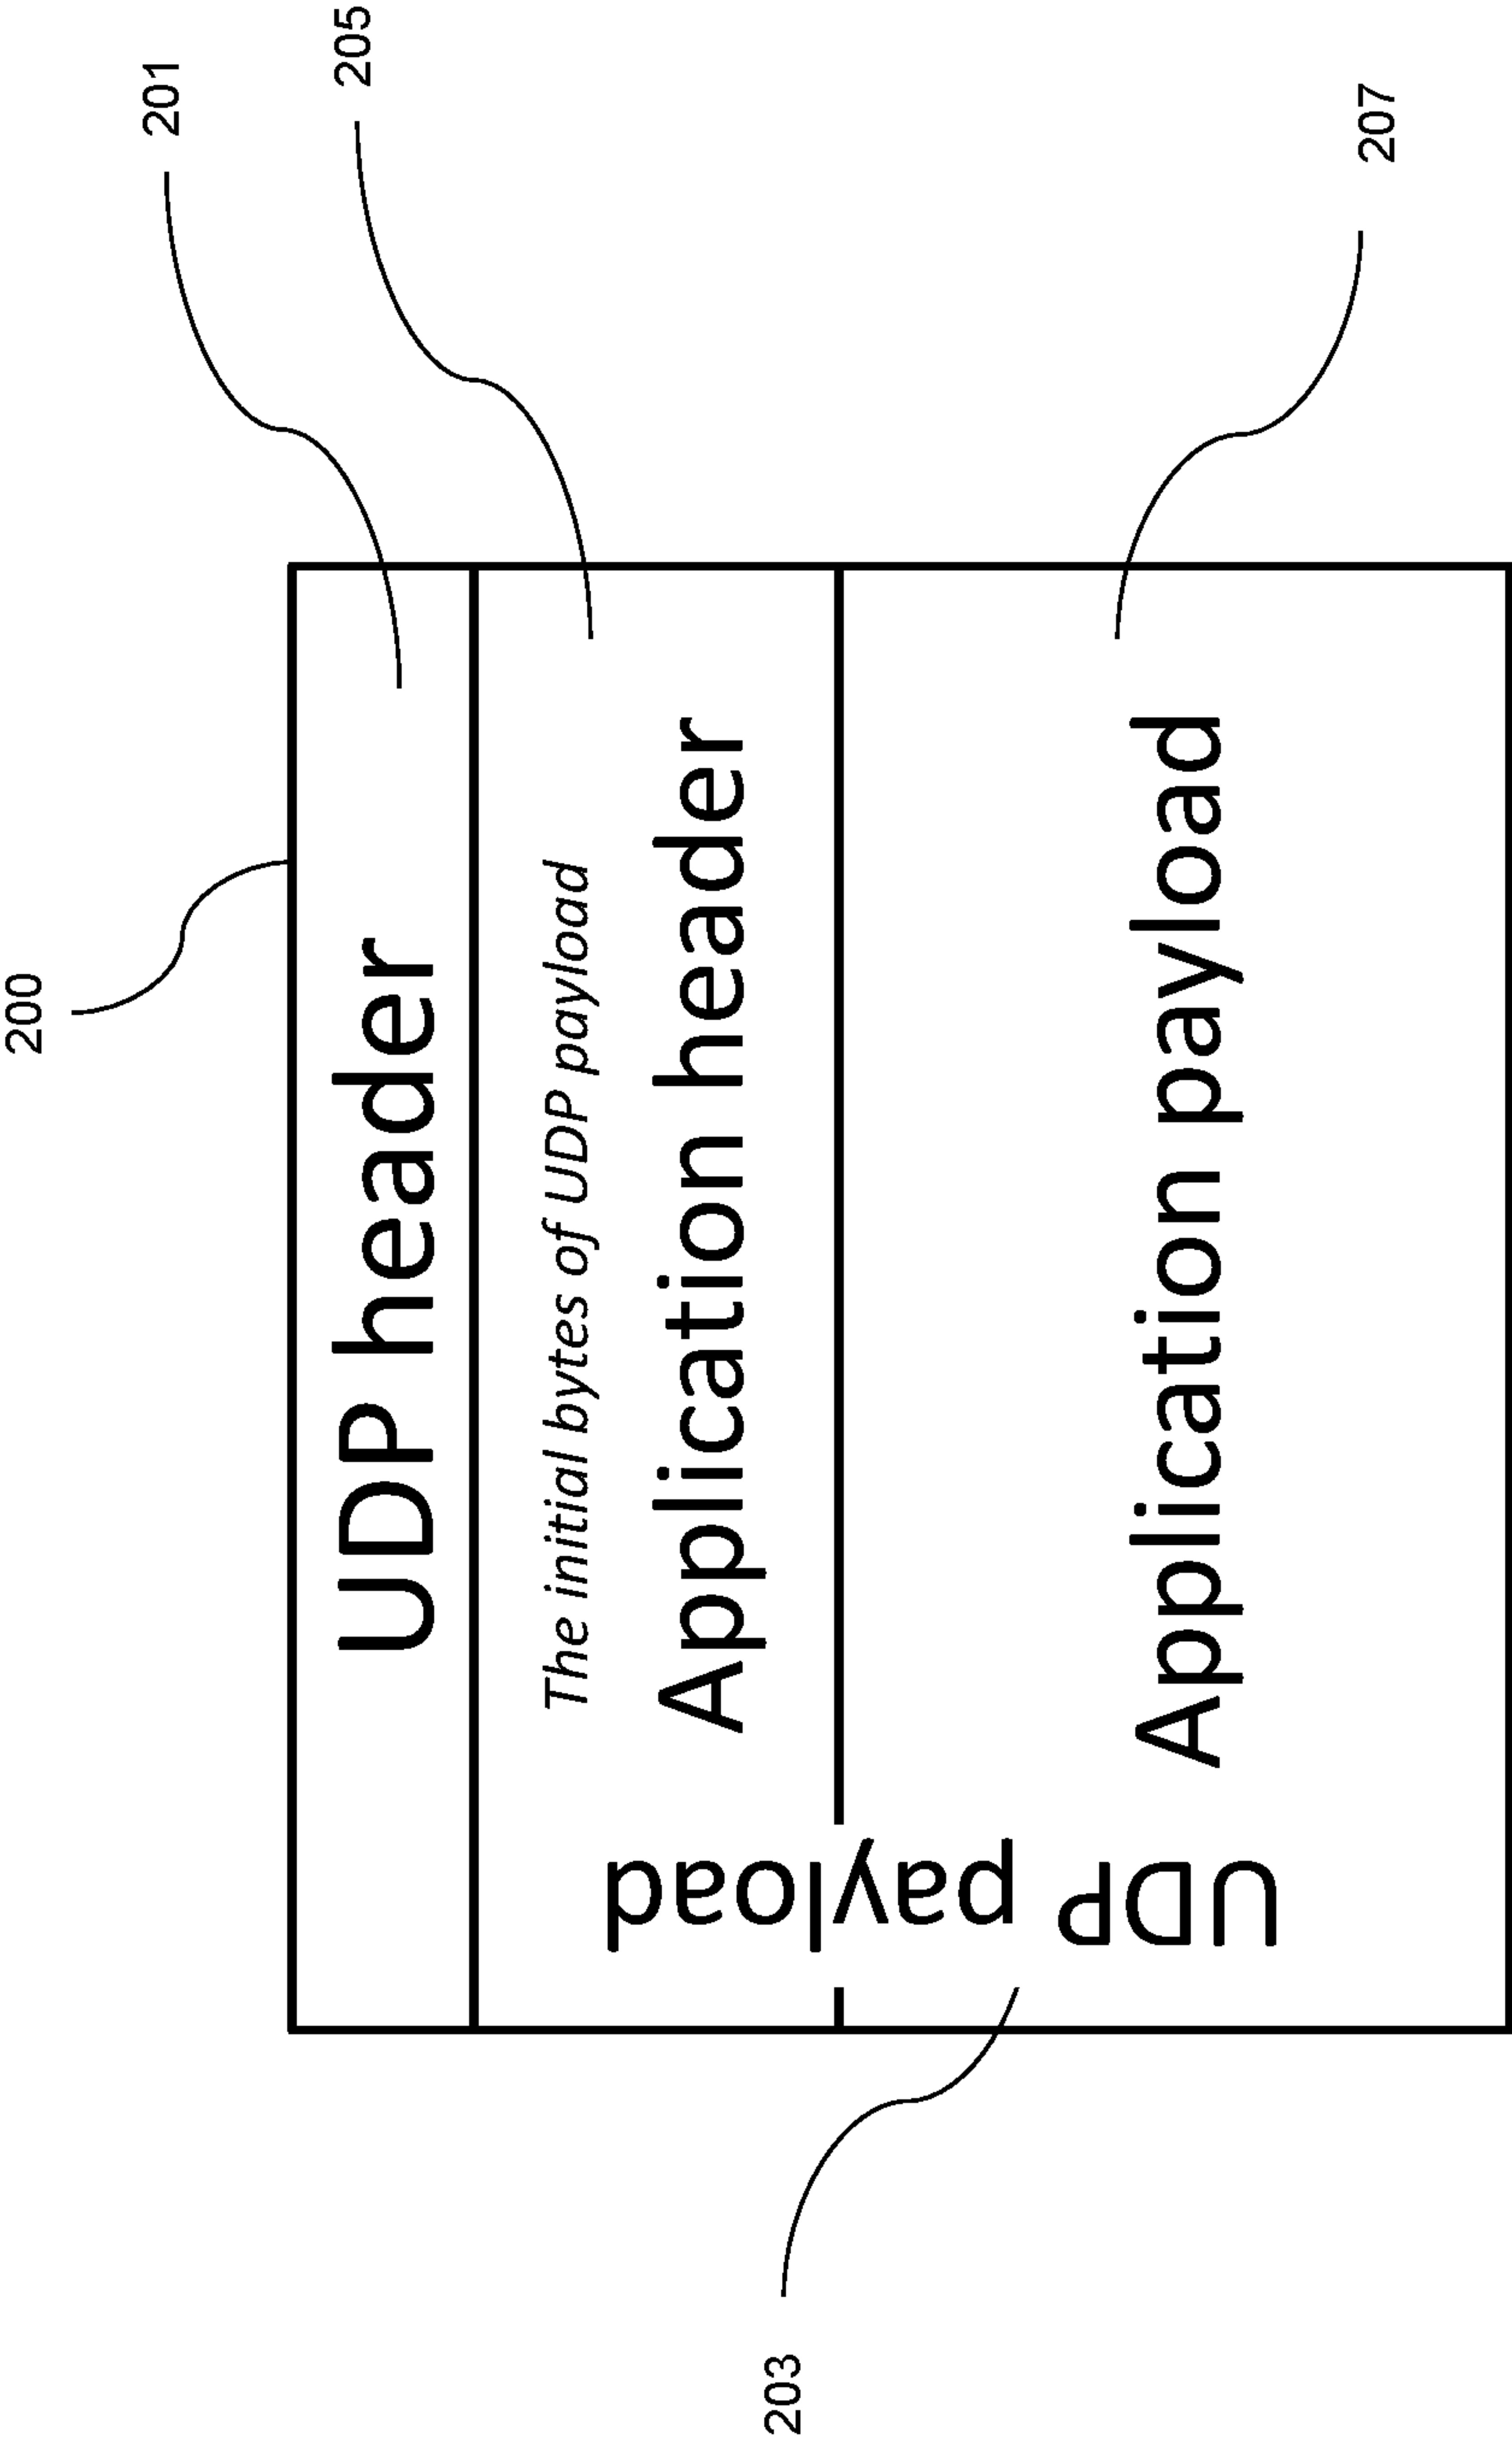 200
201
UDP header
205
The initial bytes of UDP payload
Application header
203
UDP payload
Application payload
207